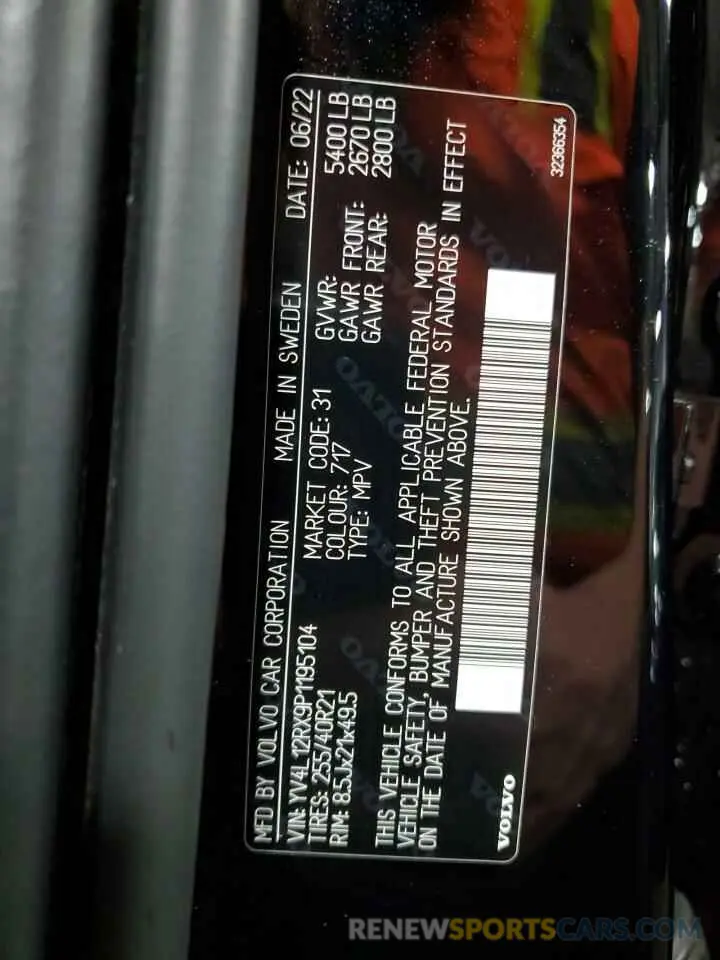 MFD BY VOLVO CAR CORPORATION MADE IN SWEDEN DATE: 06/22
VIN: YV4L12RX9P1195104
TIRES: 255/40R21
RIM: 8.5Jx21x49.5
MARKET CODE: 31
COLOUR: 717
TYPE: MPV
GVWR: 5400 LB
GAWR FRONT: 2670 LB
GAWR REAR: 2800 LB
THIS VEHICLE CONFORMS TO ALL APPLICABLE FEDERAL MOTOR
VEHICLE SAFETY, BUMPER AND THEFT PREVENTION STANDARDS IN EFFECT
ON THE DATE OF MANUFACTURE SHOWN ABOVE.
VOLVO
32366354
RENEWSPORTSCARS.COM